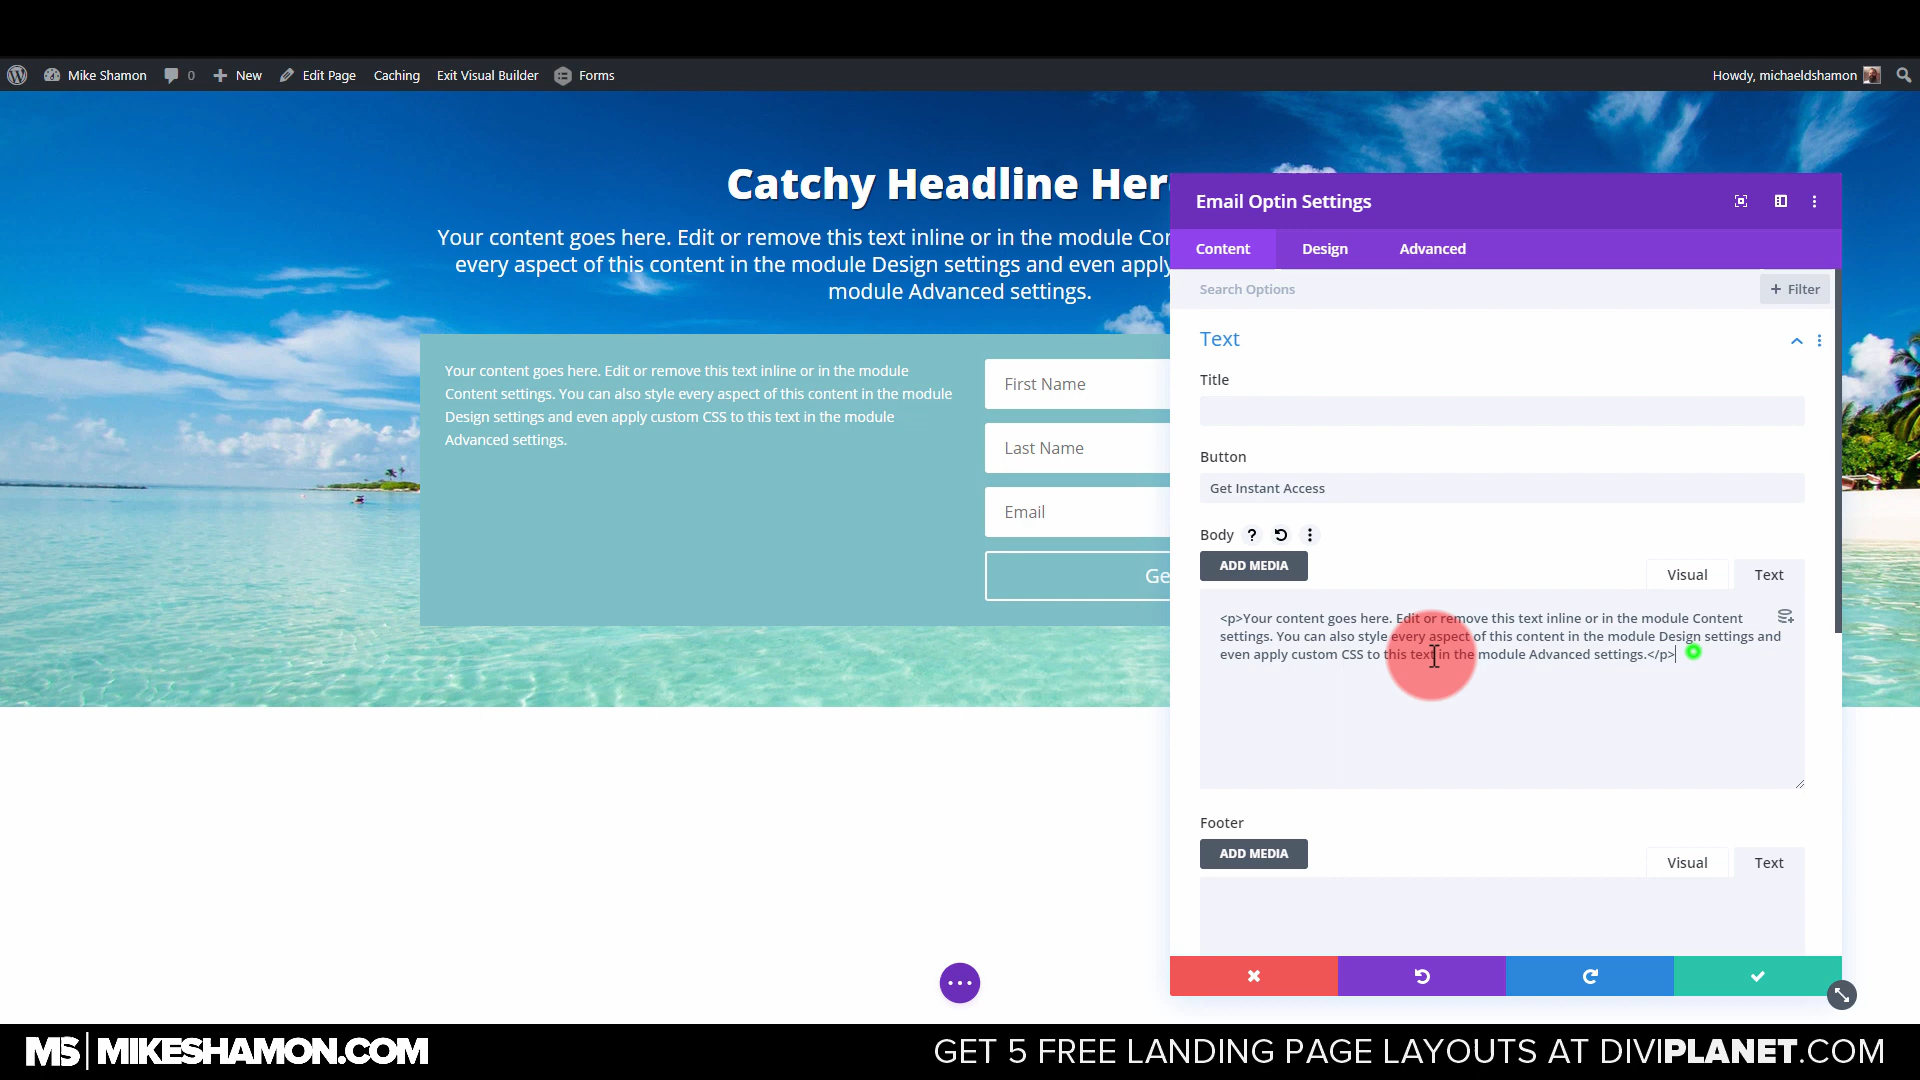 Mike Shamon 0 New Edit Page Caching Exit Visual Builder Forms Howdy, michaeldshamon
Catchy Headline Her
Your content goes here. Edit or remove this text inline or in the module Con
every aspect of this content in the module Design settings and even apply
module Advanced settings.
Your content goes here. Edit or remove this text inline or in the module
Content settings. You can also style every aspect of this content in the module
Design settings and even apply custom CSS to this text in the module
Advanced settings.
First Name
Last Name
Email
Ge
Email Optin Settings
Content Design Advanced
Search Options + Filter
Text
Title
Button
Get Instant Access
Body ?
ADD MEDIA
Visual Text
<p>Your content goes here. Edit or remove this text inline or in the module Content
settings. You can also style every aspect of this content in the module Design settings and
even apply custom CSS to this text in the module Advanced settings.</p>
Footer
ADD MEDIA
Visual Text
MS | MIKESHAMON.COM
GET 5 FREE LANDING PAGE LAYOUTS AT DIVIPLANET.COM